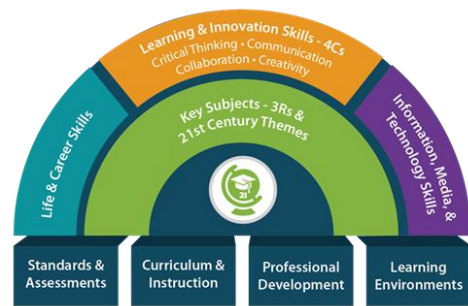 Learning & Innovation Skills - 4Cs
Critical Thinking • Communication
Collaboration • Creativity
Life & Career Skills
Key Subjects - 3Rs &
21st Century Themes
Information, Media, &
Technology Skills
21
Standards &
Assessments
Curriculum &
Instruction
Professional
Development
Learning
Environments